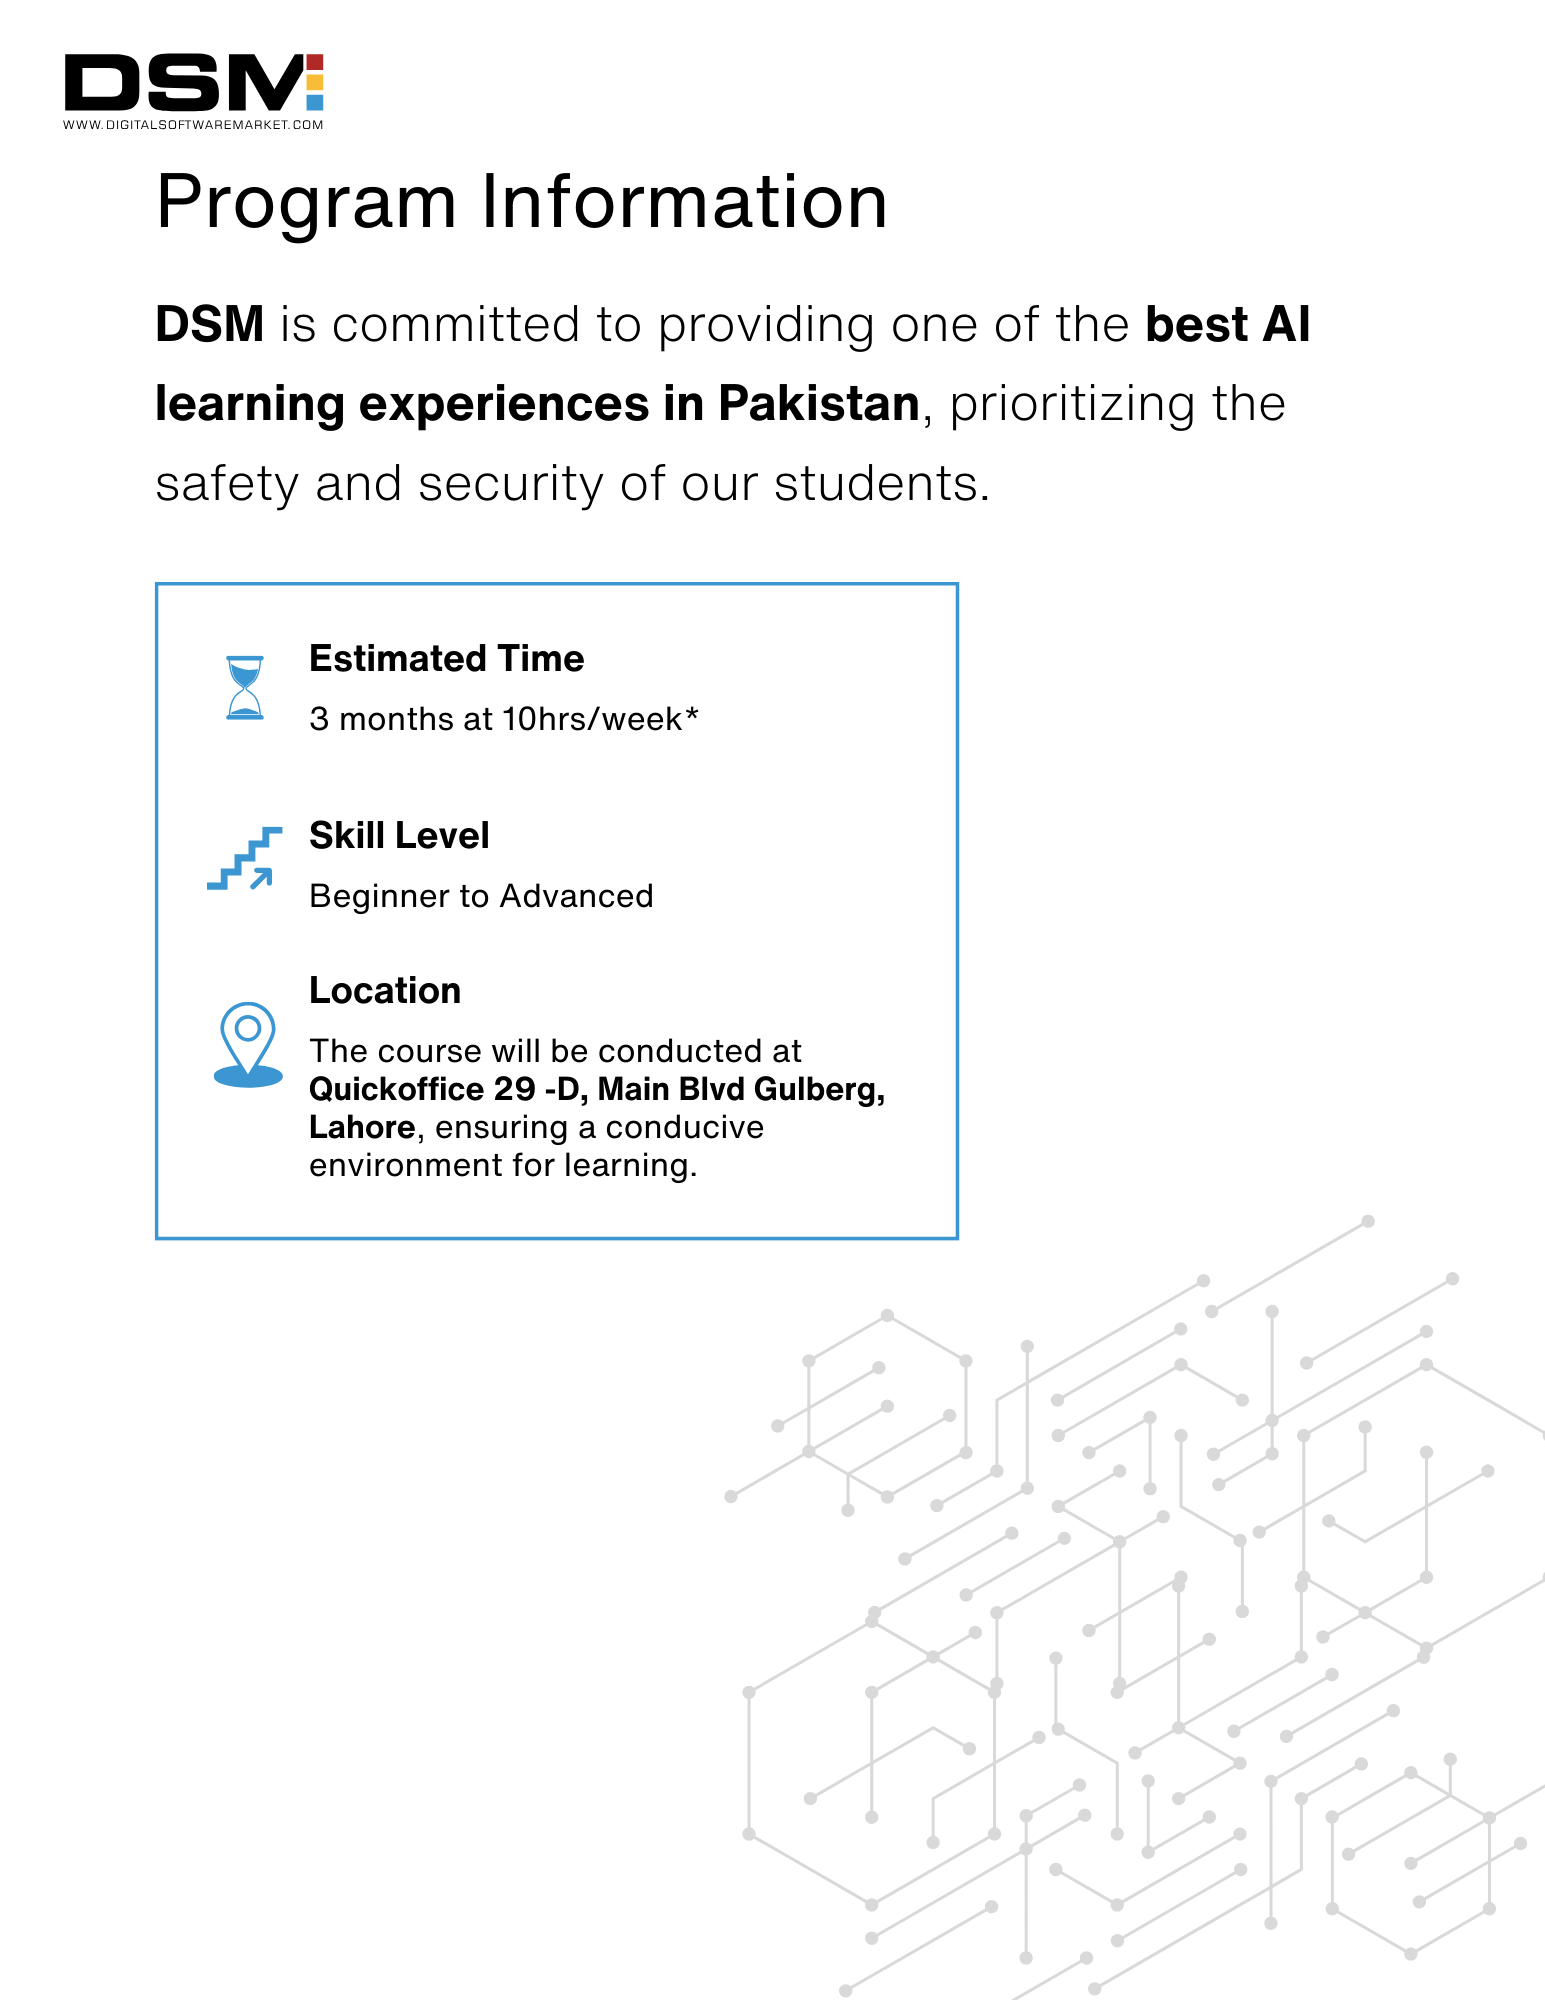 DSM
WWW.DIGITALSOFTWAREMARKET.COM
Program Information
DSM is committed to providing one of the best AI
learning experiences in Pakistan, prioritizing the
safety and security of our students.
Estimated Time
3 months at 10hrs/week*
Skill Level
Beginner to Advanced
Location
The course will be conducted at
Quickoffice 29 -D, Main Blvd Gulberg,
Lahore, ensuring a conducive
environment for learning.